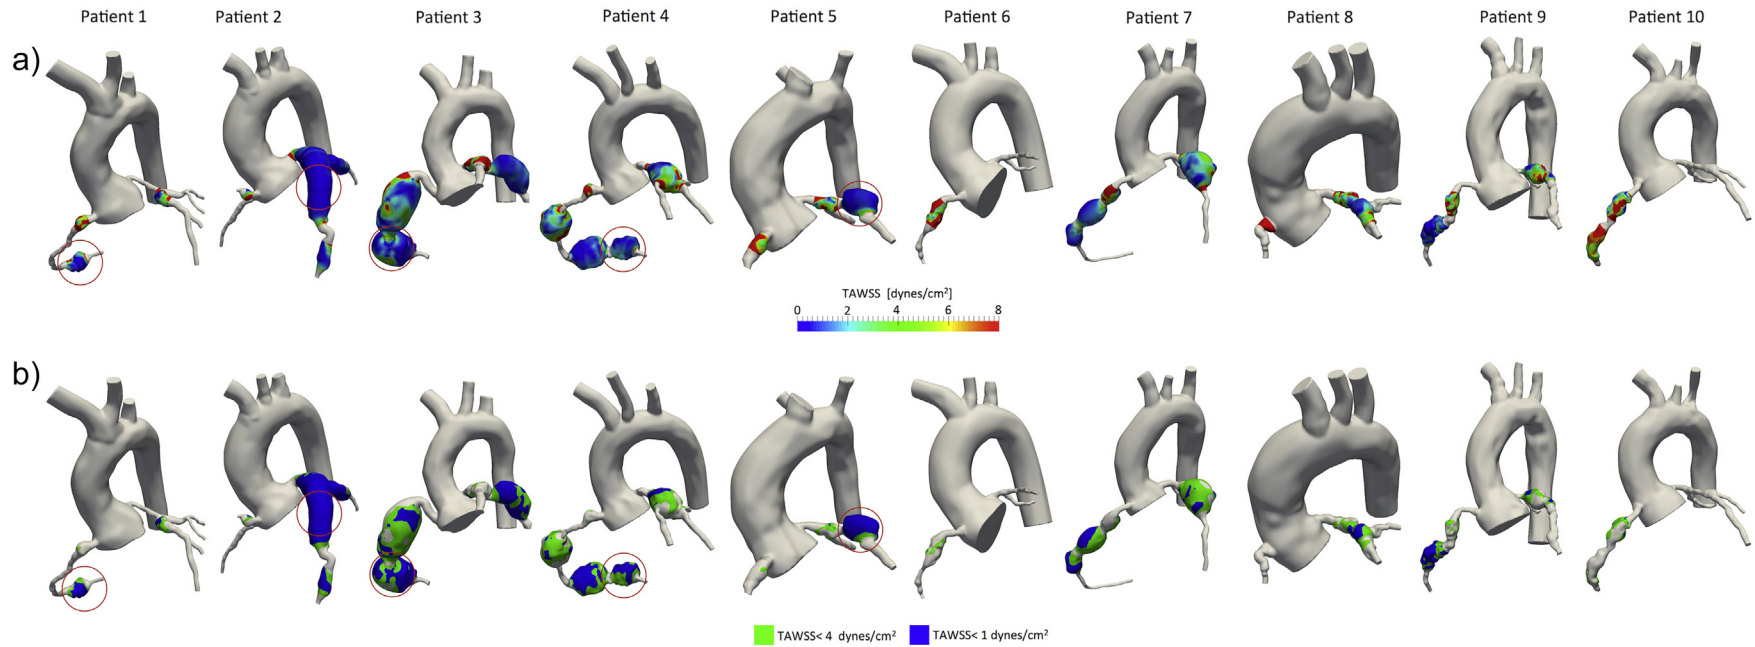 Patient 1 Patient 2 Patient 3 Patient 4 Patient 5 Patient 6 Patient 7 Patient 8 Patient 9 Patient 10
a)
TAWSS [dynes/cm²]
0 2 4 6 8
b)
TAWSS< 4 dynes/cm² TAWSS< 1 dynes/cm²